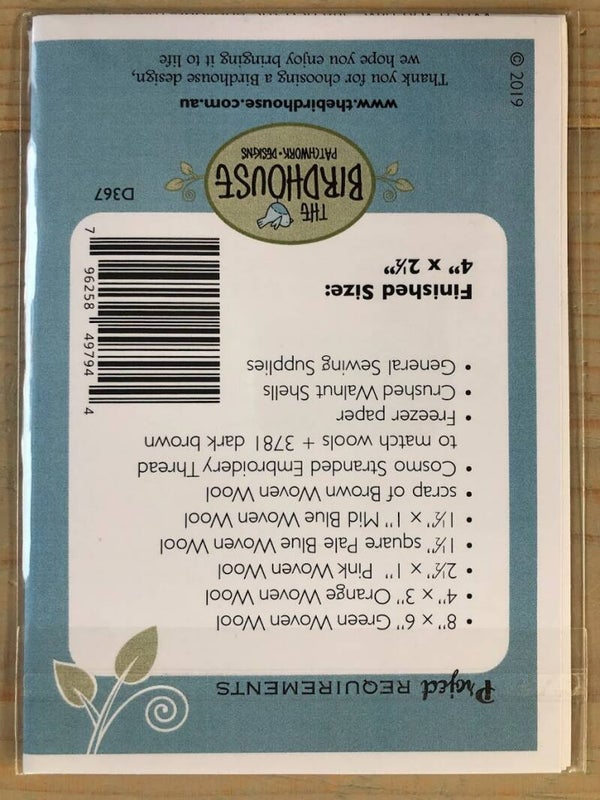 Project REQUIREMENTS
• 8" x 6" Green Woven Wool
• 4" x 3" Orange Woven Wool
• 2½" x 1" Pink Woven Wool
• 1½" square Pale Blue Woven Wool
• 1½" x 1" Mid Blue Woven Wool
• scrap of Brown Woven Wool
• Cosmo Stranded Embroidery Thread
to match wools + 3781 dark brown
• Freezer paper
• Crushed Walnut Shells
• General Sewing Supplies
Finished Size:
4" x 2½"
7 96258 49794 4
D367
THE
BIRDHOUSE
PATCHWORK • DESIGNS
www.thebirdhouse.com.au
Thank you for choosing a Birdhouse design,
we hope you enjoy bringing it to life
© 2019